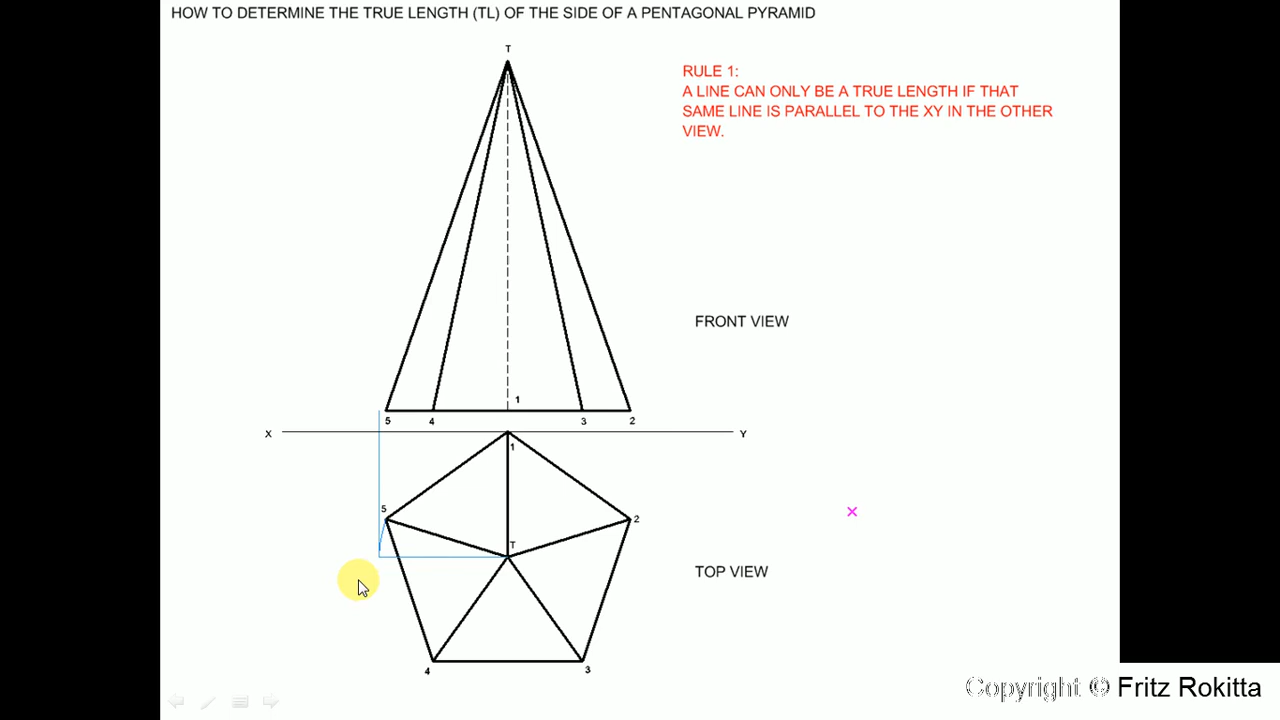 HOW TO DETERMINE THE TRUE LENGTH (TL) OF THE SIDE OF A PENTAGONAL PYRAMID
T
RULE 1:
A LINE CAN ONLY BE A TRUE LENGTH IF THAT
SAME LINE IS PARALLEL TO THE XY IN THE OTHER
VIEW.
FRONT VIEW
1
5 4 3 2
X Y
1
5 2
T
TOP VIEW
4 3
Copyright © Fritz Rokitta